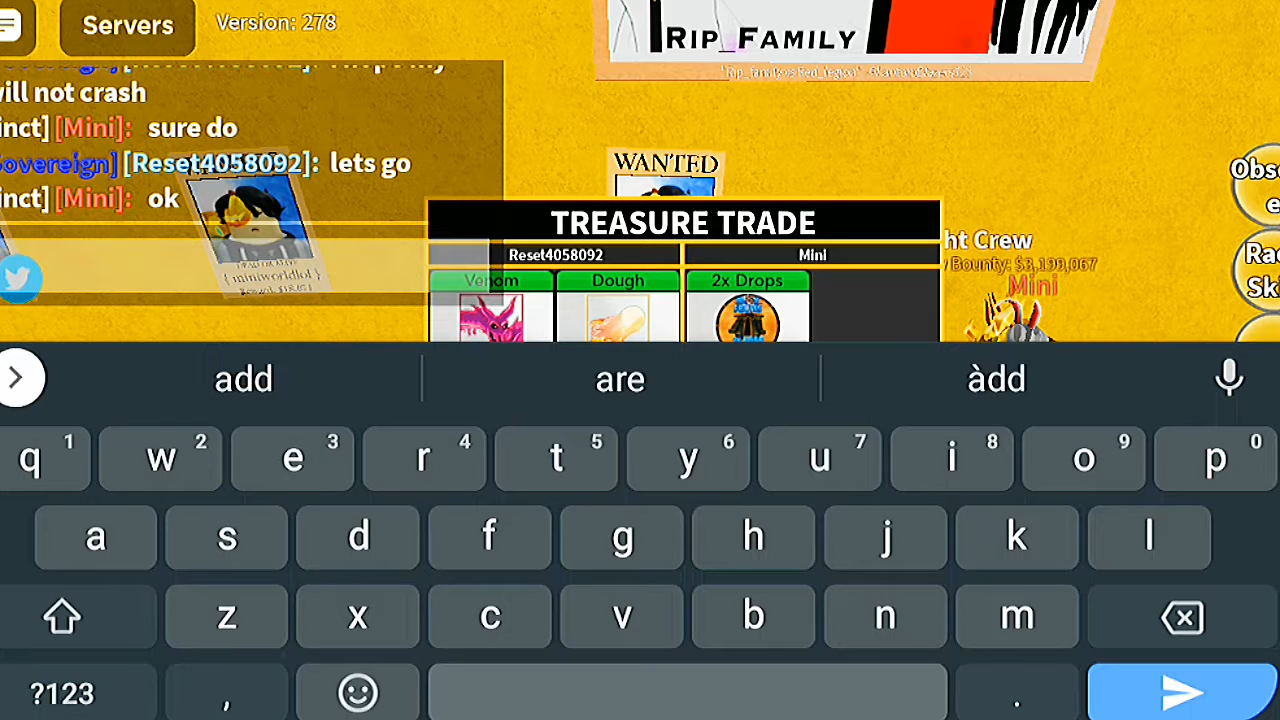 Servers
Version: 278
RIP_FAMILY
will not crash
inct] [Mini]: sure do
Sovereign] [Reset4058092]: lets go
inct] [Mini]: ok
WANTED
{ miniworldlol }
TREASURE TRADE
Reset4058092
Mini
Venom
Dough
2x Drops
ht Crew
Bounty: $3,199,067
Mini
Obse
e
Ski
add
are
àdd
q 1 w 2 e 3 r 4 t 5 y 6 u 7 i 8 o 9 p 0
a s d f g h j k l
z x c v b n m
?123 , .